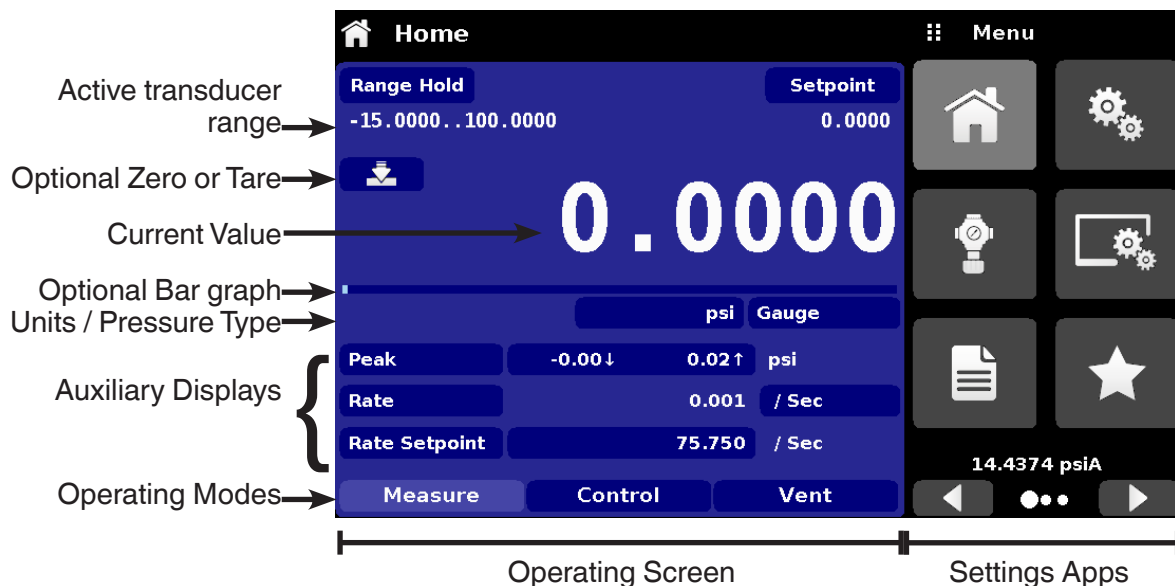 Home
Menu
Active transducer
range
Range Hold
Setpoint
-15.0000..100.0000
0.0000
Optional Zero or Tare
Current Value
0.0000
Optional Bar graph
Units / Pressure Type
psi
Gauge
Auxiliary Displays
Peak
-0.00↓
0.02↑
psi
Rate
0.001
/ Sec
Rate Setpoint
75.750
/ Sec
14.4374 psiA
Operating Modes
Measure
Control
Vent
Operating Screen
Settings Apps